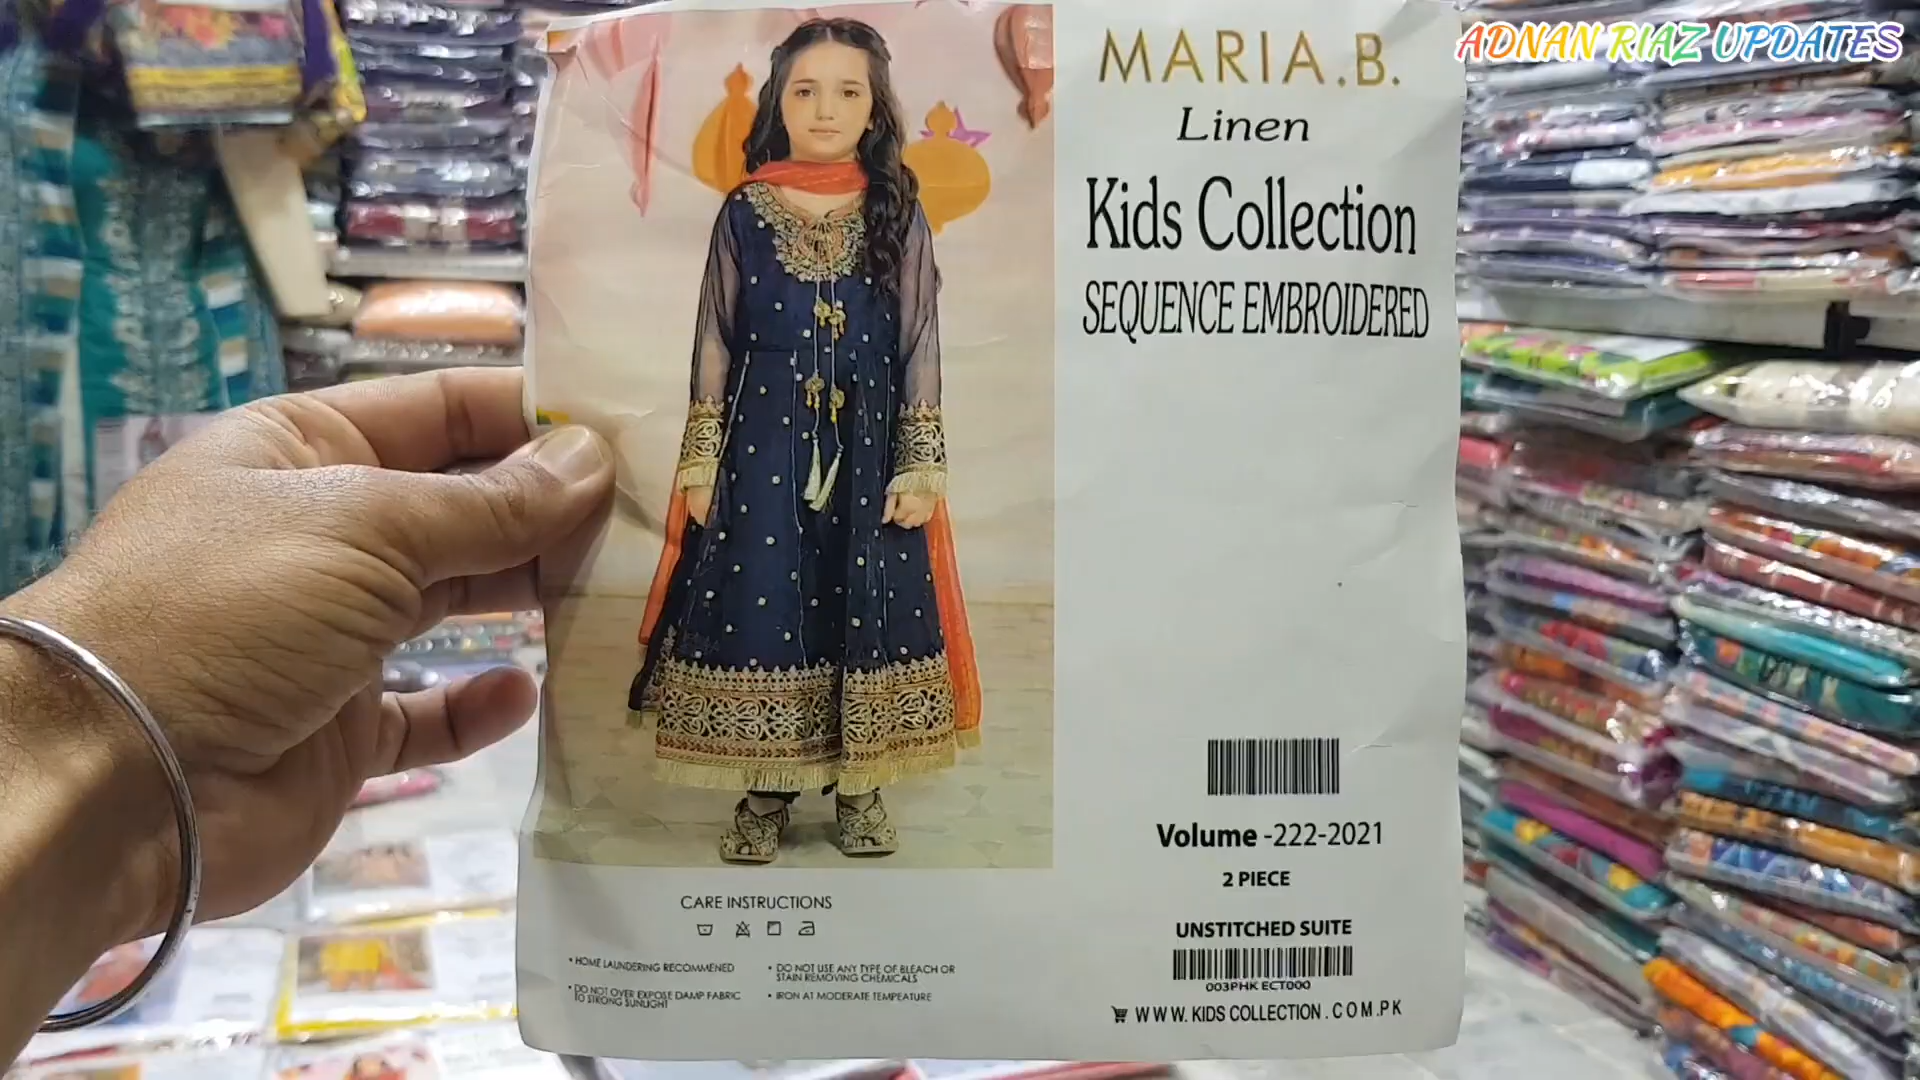 ADNAN RIAZ UPDATES
MARIA.B.
Linen
Kids Collection
SEQUENCE EMBROIDERED
Volume -222-2021
2 PIECE
UNSTITCHED SUITE
003PHK ECT000
WWW. KIDS COLLECTION . COM.PK
CARE INSTRUCTIONS
• HOME LAUNDERING RECOMMENED
• DO NOT OVER EXPOSE DAMP FABRIC
TO STRONG SUNLIGHT
• DO NOT USE ANY TYPE OF BLEACH OR
STAIN REMOVING CHEMICALS
• IRON AT MODERATE TEMPEATURE